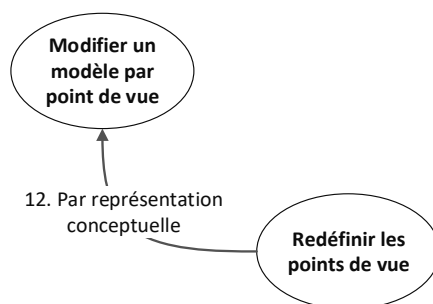 Modifier un
modèle par
point de vue
12. Par représentation
conceptuelle
Redéfinir les
points de vue